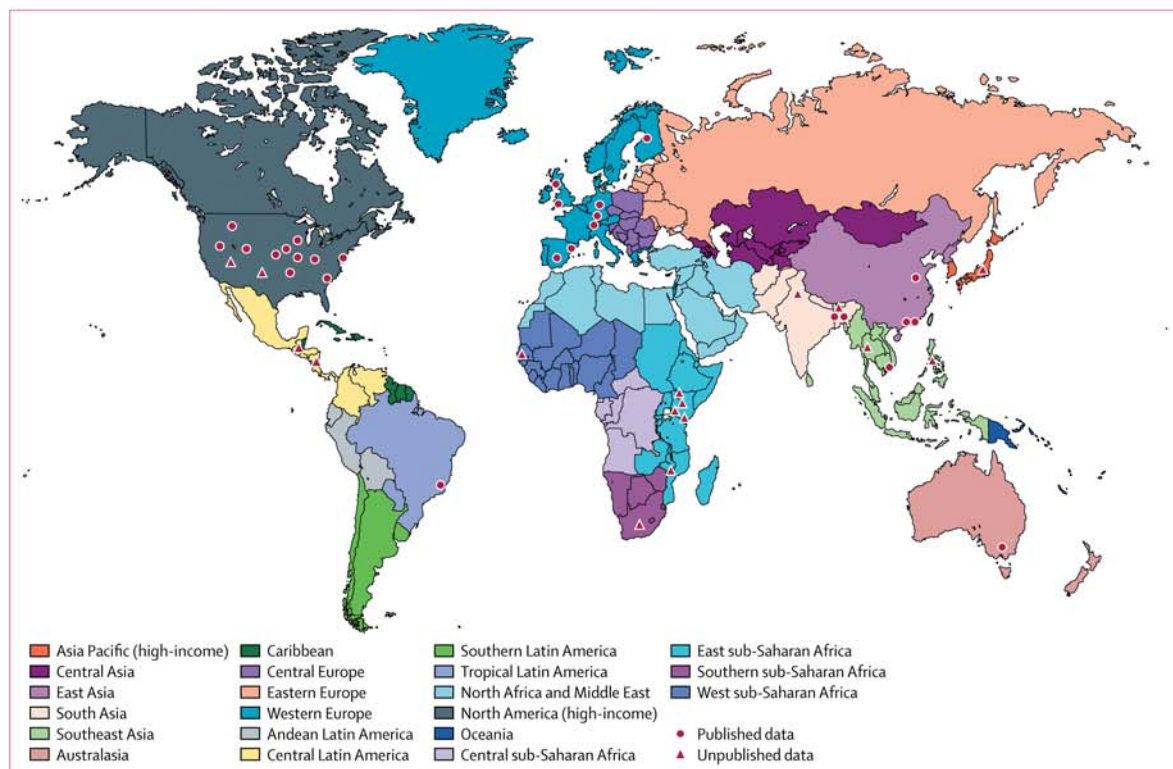 Asia Pacific (high-income)
Central Asia
East Asia
South Asia
Southeast Asia
Australasia
Caribbean
Central Europe
Eastern Europe
Western Europe
Andean Latin America
Central Latin America
Southern Latin America
Tropical Latin America
North Africa and Middle East
North America (high-income)
Oceania
Central sub-Saharan Africa
East sub-Saharan Africa
Southern sub-Saharan Africa
West sub-Saharan Africa
Published data
Unpublished data